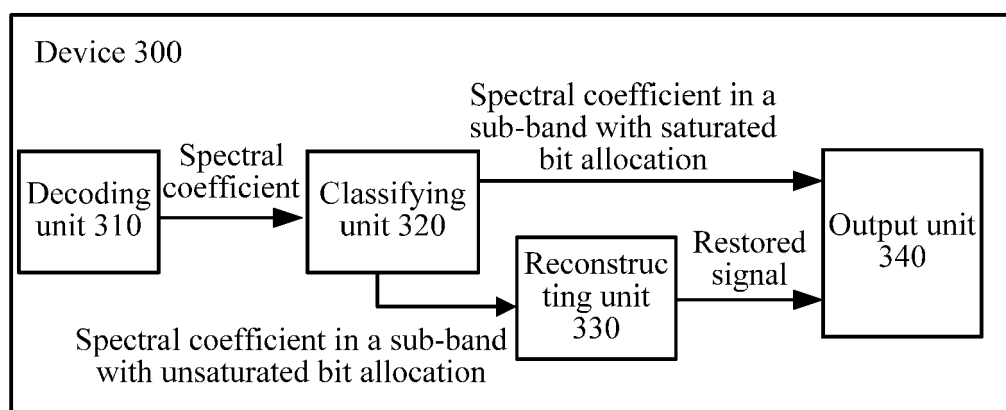 Device 300
Spectral coefficient in a
sub-band with saturated
bit allocation
Spectral
coefficient
Decoding
unit 310
Classifying
unit 320
Output unit
340
Reconstruc
ting unit
330
Restored
signal
Spectral coefficient in a sub-band
with unsaturated bit allocation